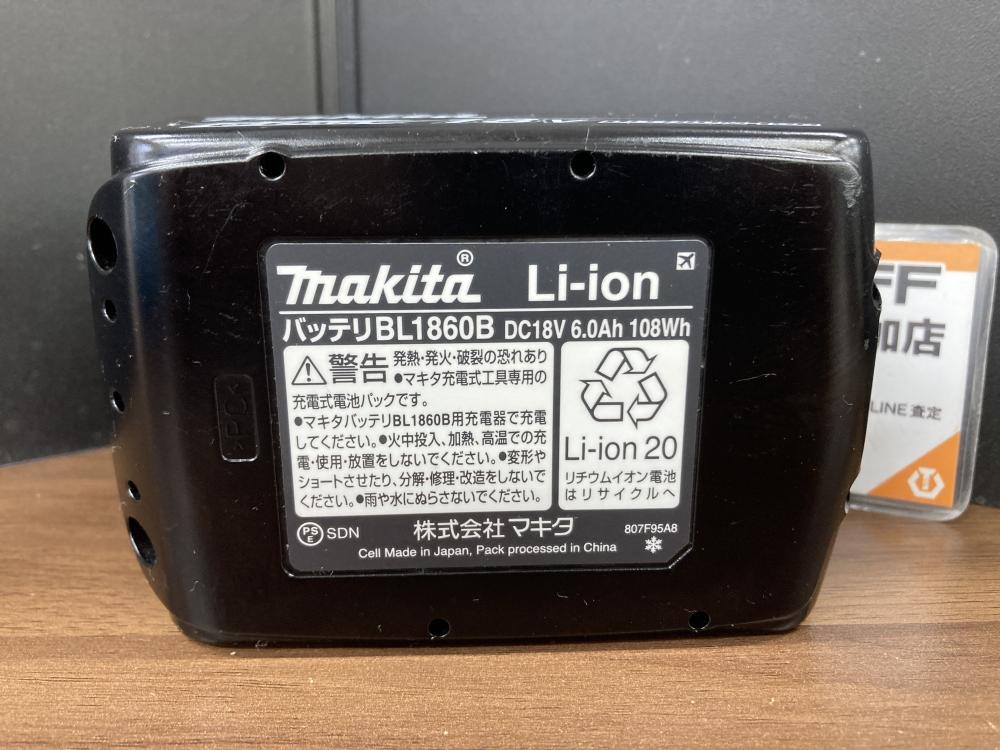 makita® Li-ion
バッテリBL1860B DC18V 6.0Ah 108Wh
警告 発熱・発火・破裂の恐れあり
●マキタ充電式工具専用の
充電式電池パックです。
●マキタバッテリBL1860B用充電器で充電
してください。●火中投入、加熱、高温での充
電・使用・放置をしないでください。●変形や
ショートさせたり、分解・修理・改造をしないで
ください。●雨や水にぬらさないでください。
Li-ion 20
リチウムイオン電池
はリサイクルへ
PSE SDN 株式会社 マキタ 807F95A8
Cell Made in Japan, Pack processed in China
>PC<
FF
店
LINE査定